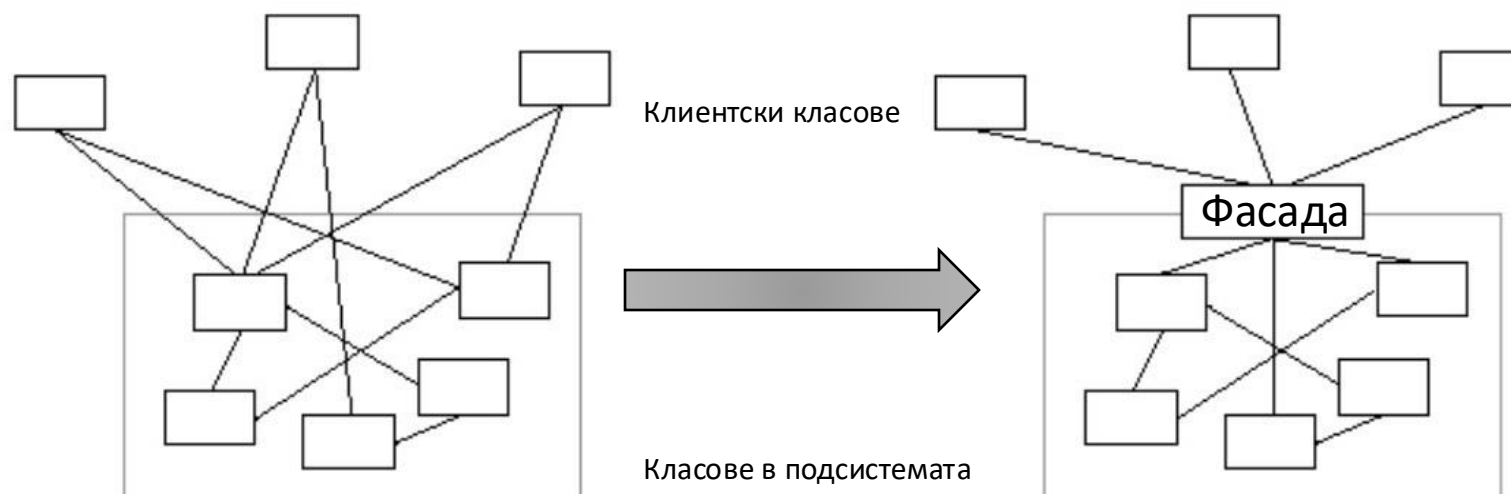 Клиентски класове
Фасада
Класове в подсистемата